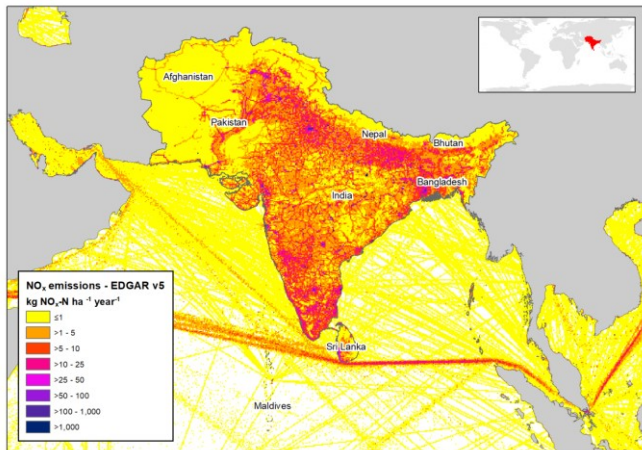 Afghanistan
Pakistan
Nepal
Bhutan
Bangladesh
India
NOₓ emissions - EDGAR v5
kg NOₓ-N ha ⁻¹ year⁻¹
≤1
>1 - 5
>5 - 10
>10 - 25
>25 - 50
>50 - 100
>100 - 1,000
>1,000
Sri Lanka
Maldives